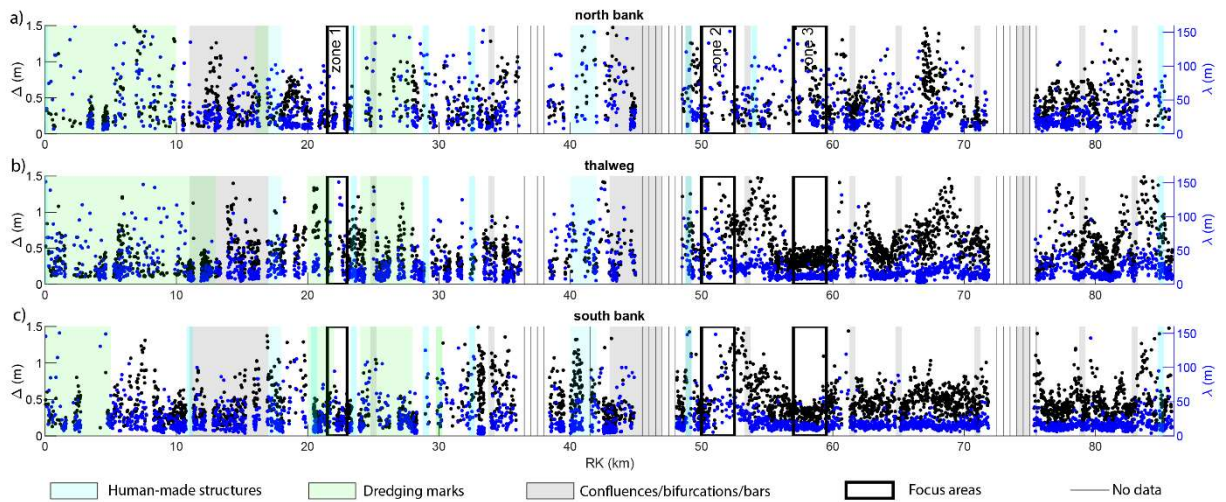 a) north bank
1.5 1 0.5 0
Δ (m)
150 100 50 0
λ (m)
zone 1 zone 2 zone 3
0 10 20 30 40 50 60 70 80
b) thalweg
1.5 1 0.5 0
Δ (m)
150 100 50 0
λ (m)
0 10 20 30 40 50 60 70 80
c) south bank
1.5 1 0.5 0
Δ (m)
150 100 50 0
λ (m)
0 10 20 30 40 50 60 70 80
RK (km)
Human-made structures Dredging marks Confluences/bifurcations/bars Focus areas No data